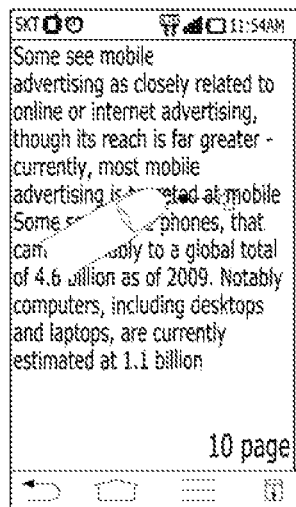 SKT 11:54AM
Some see mobile
advertising as closely related to
online or internet advertising,
though its reach is far greater -
currently, most mobile
advertising is at mobile
Some phones, that
to a global total
of 4.6 billion as of 2009. Notably
computers, including desktops
and laptops, are currently
estimated at 1.1 billion
10 page